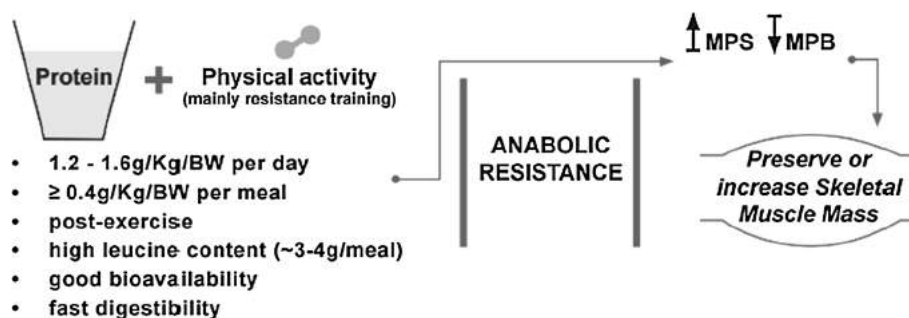 Protein
+
Physical activity
(mainly resistance training)
• 1.2 - 1.6g/Kg/BW per day
• ≥ 0.4g/Kg/BW per meal
• post-exercise
• high leucine content (~3-4g/meal)
• good bioavailability
• fast digestibility
ANABOLIC
RESISTANCE
MPS MPB
Preserve or
increase Skeletal
Muscle Mass